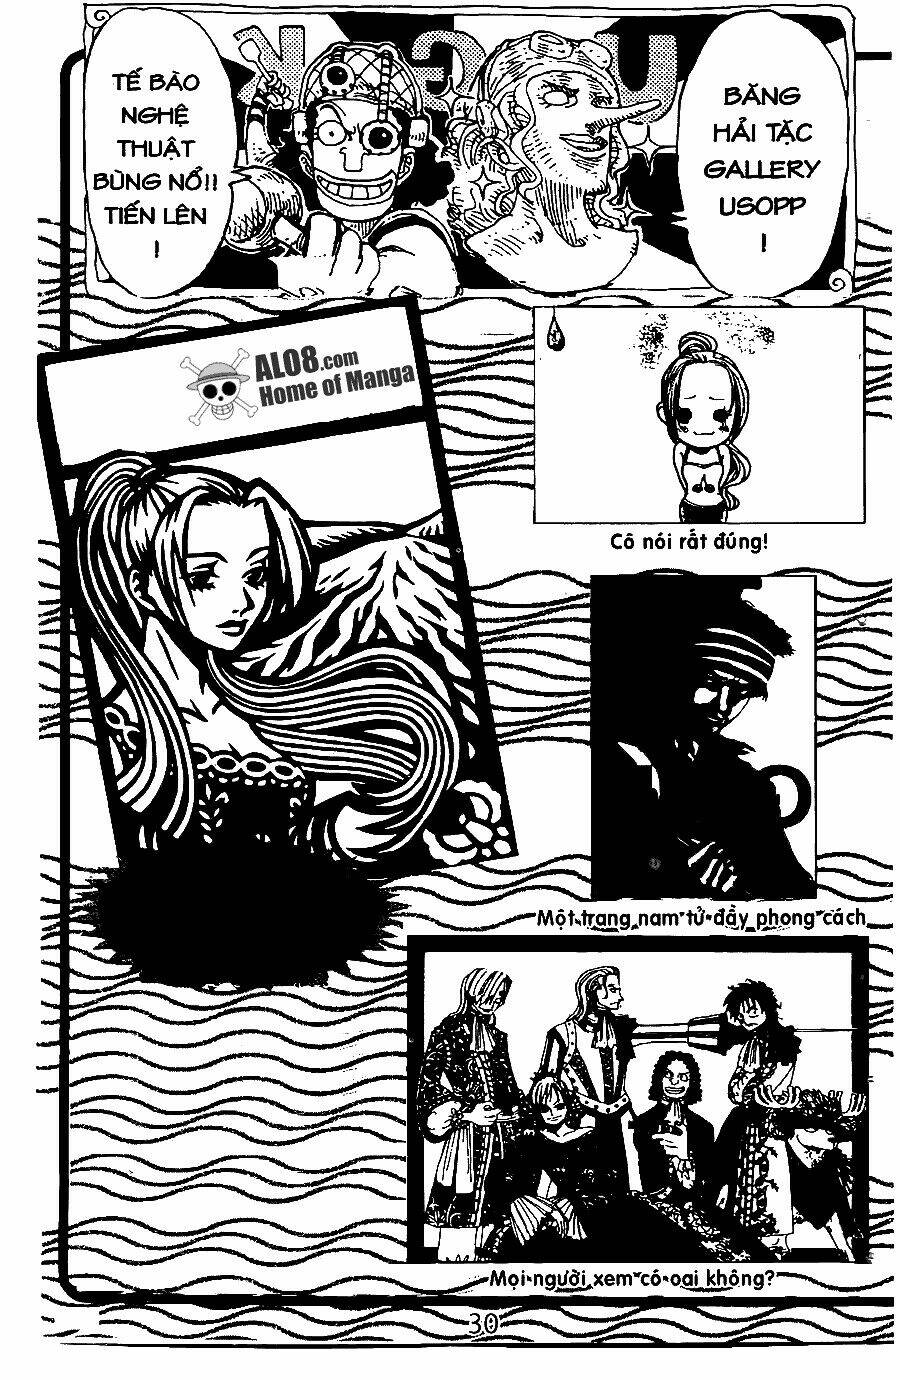 TẾ BÀO
NGHỆ
THUẬT
BÙNG NỔ!!
TIẾN LÊN
!
BĂNG
HẢI TẶC
GALLERY
USOPP
!
AL08.com
Home of Manga
Cô nói rất đúng!
Một trang nam tử đầy phong cách
Mọi người xem có oai không?
30